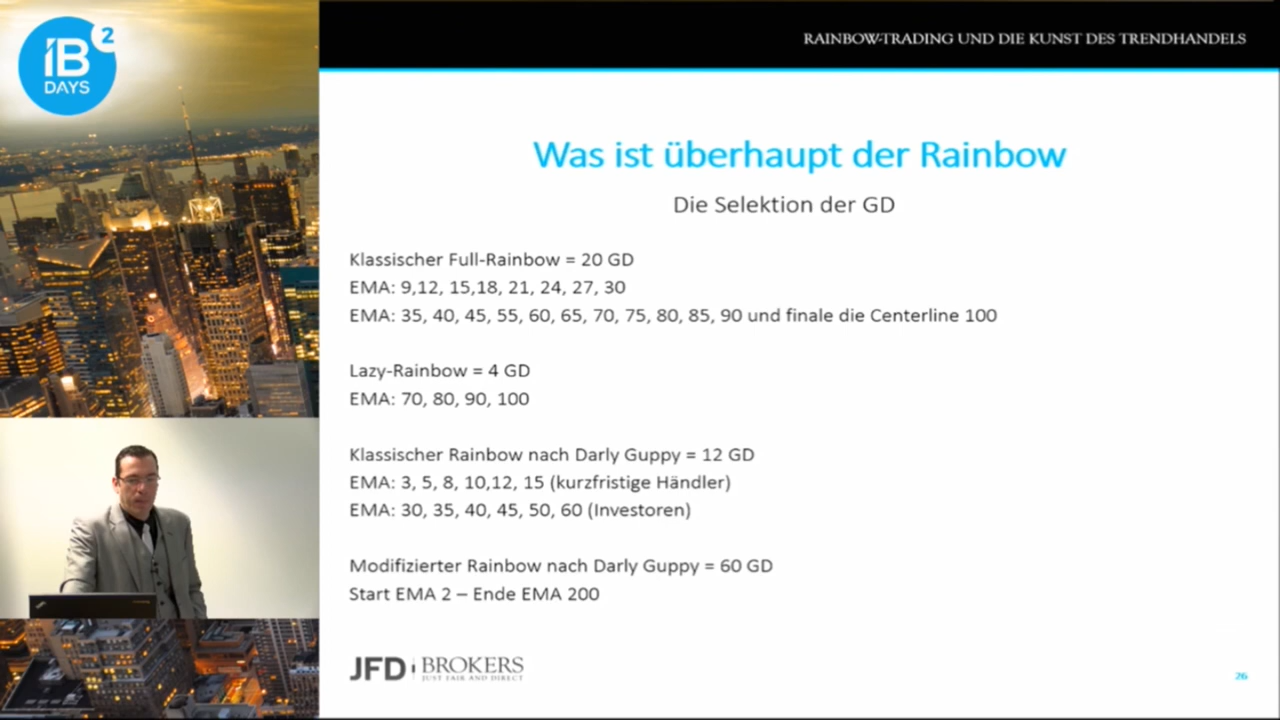 iB 2
DAYS
RAINBOW-TRADING UND DIE KUNST DES TRENDHANDELS
Was ist überhaupt der Rainbow
Die Selektion der GD
Klassischer Full-Rainbow = 20 GD
EMA: 9,12, 15,18, 21, 24, 27, 30
EMA: 35, 40, 45, 55, 60, 65, 70, 75, 80, 85, 90 und finale die Centerline 100
Lazy-Rainbow = 4 GD
EMA: 70, 80, 90, 100
Klassischer Rainbow nach Darly Guppy = 12 GD
EMA: 3, 5, 8, 10,12, 15 (kurzfristige Händler)
EMA: 30, 35, 40, 45, 50, 60 (Investoren)
Modifizierter Rainbow nach Darly Guppy = 60 GD
Start EMA 2 – Ende EMA 200
JFD BROKERS
JUST FAIR AND DIRECT
26